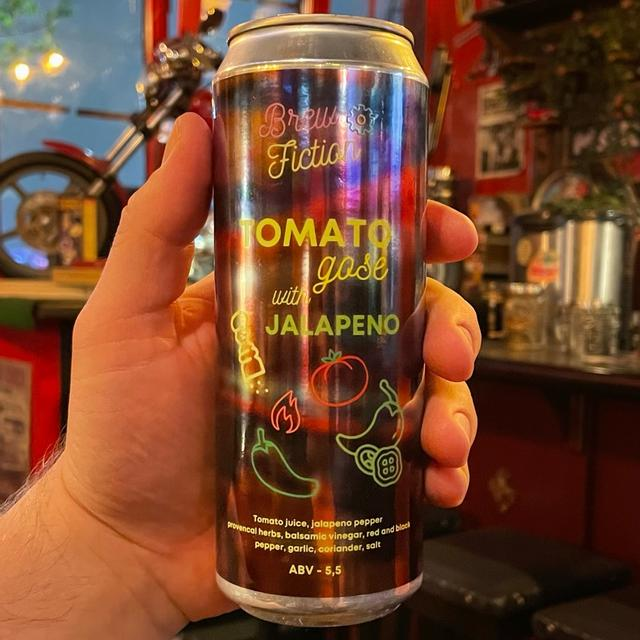 Brew
Fiction
TOMATO
gose
with
JALAPENO
Tomato juice, jalapeno pepper
provencal herbs, balsamic vinegar, red and black
pepper, garlic, coriander, salt
ABV - 5,5